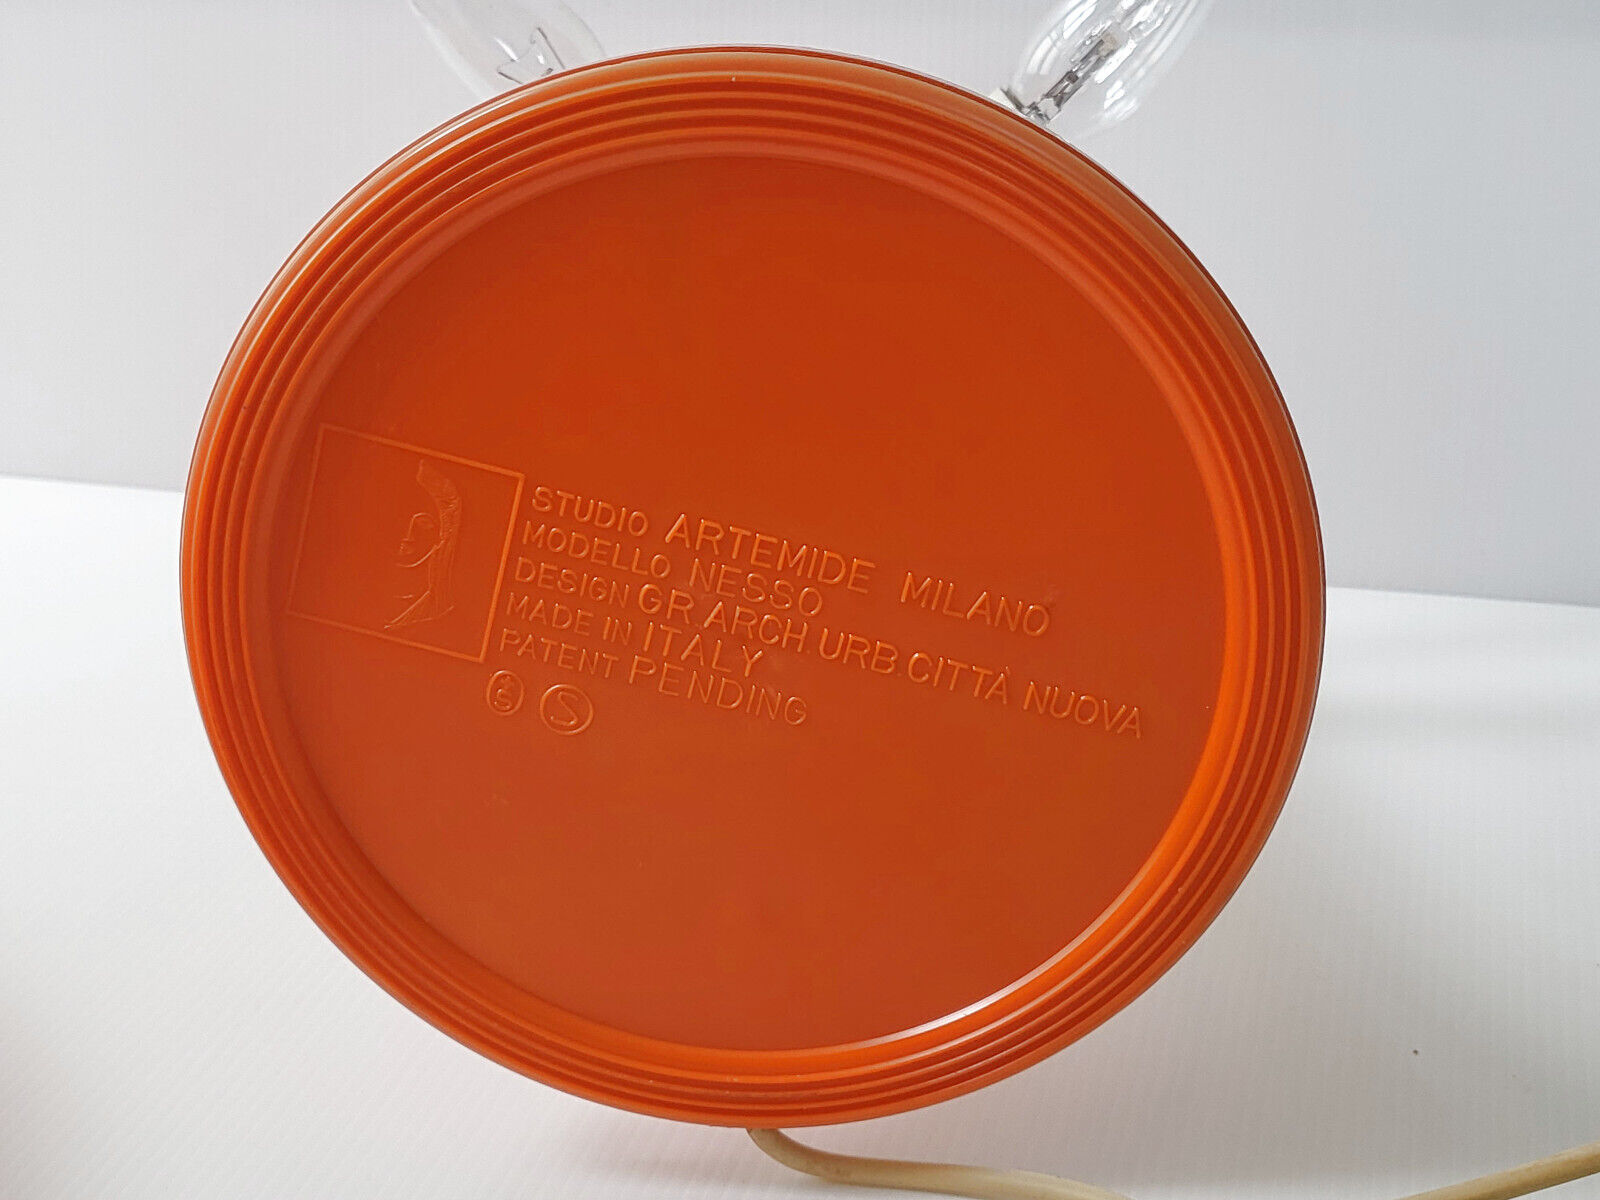 STUDIO ARTEMIDE MILANO
MODELLO NESSO
DESIGN GR.ARCH.URB.CITTÀ NUOVA
MADE IN ITALY
PATENT PENDING
S